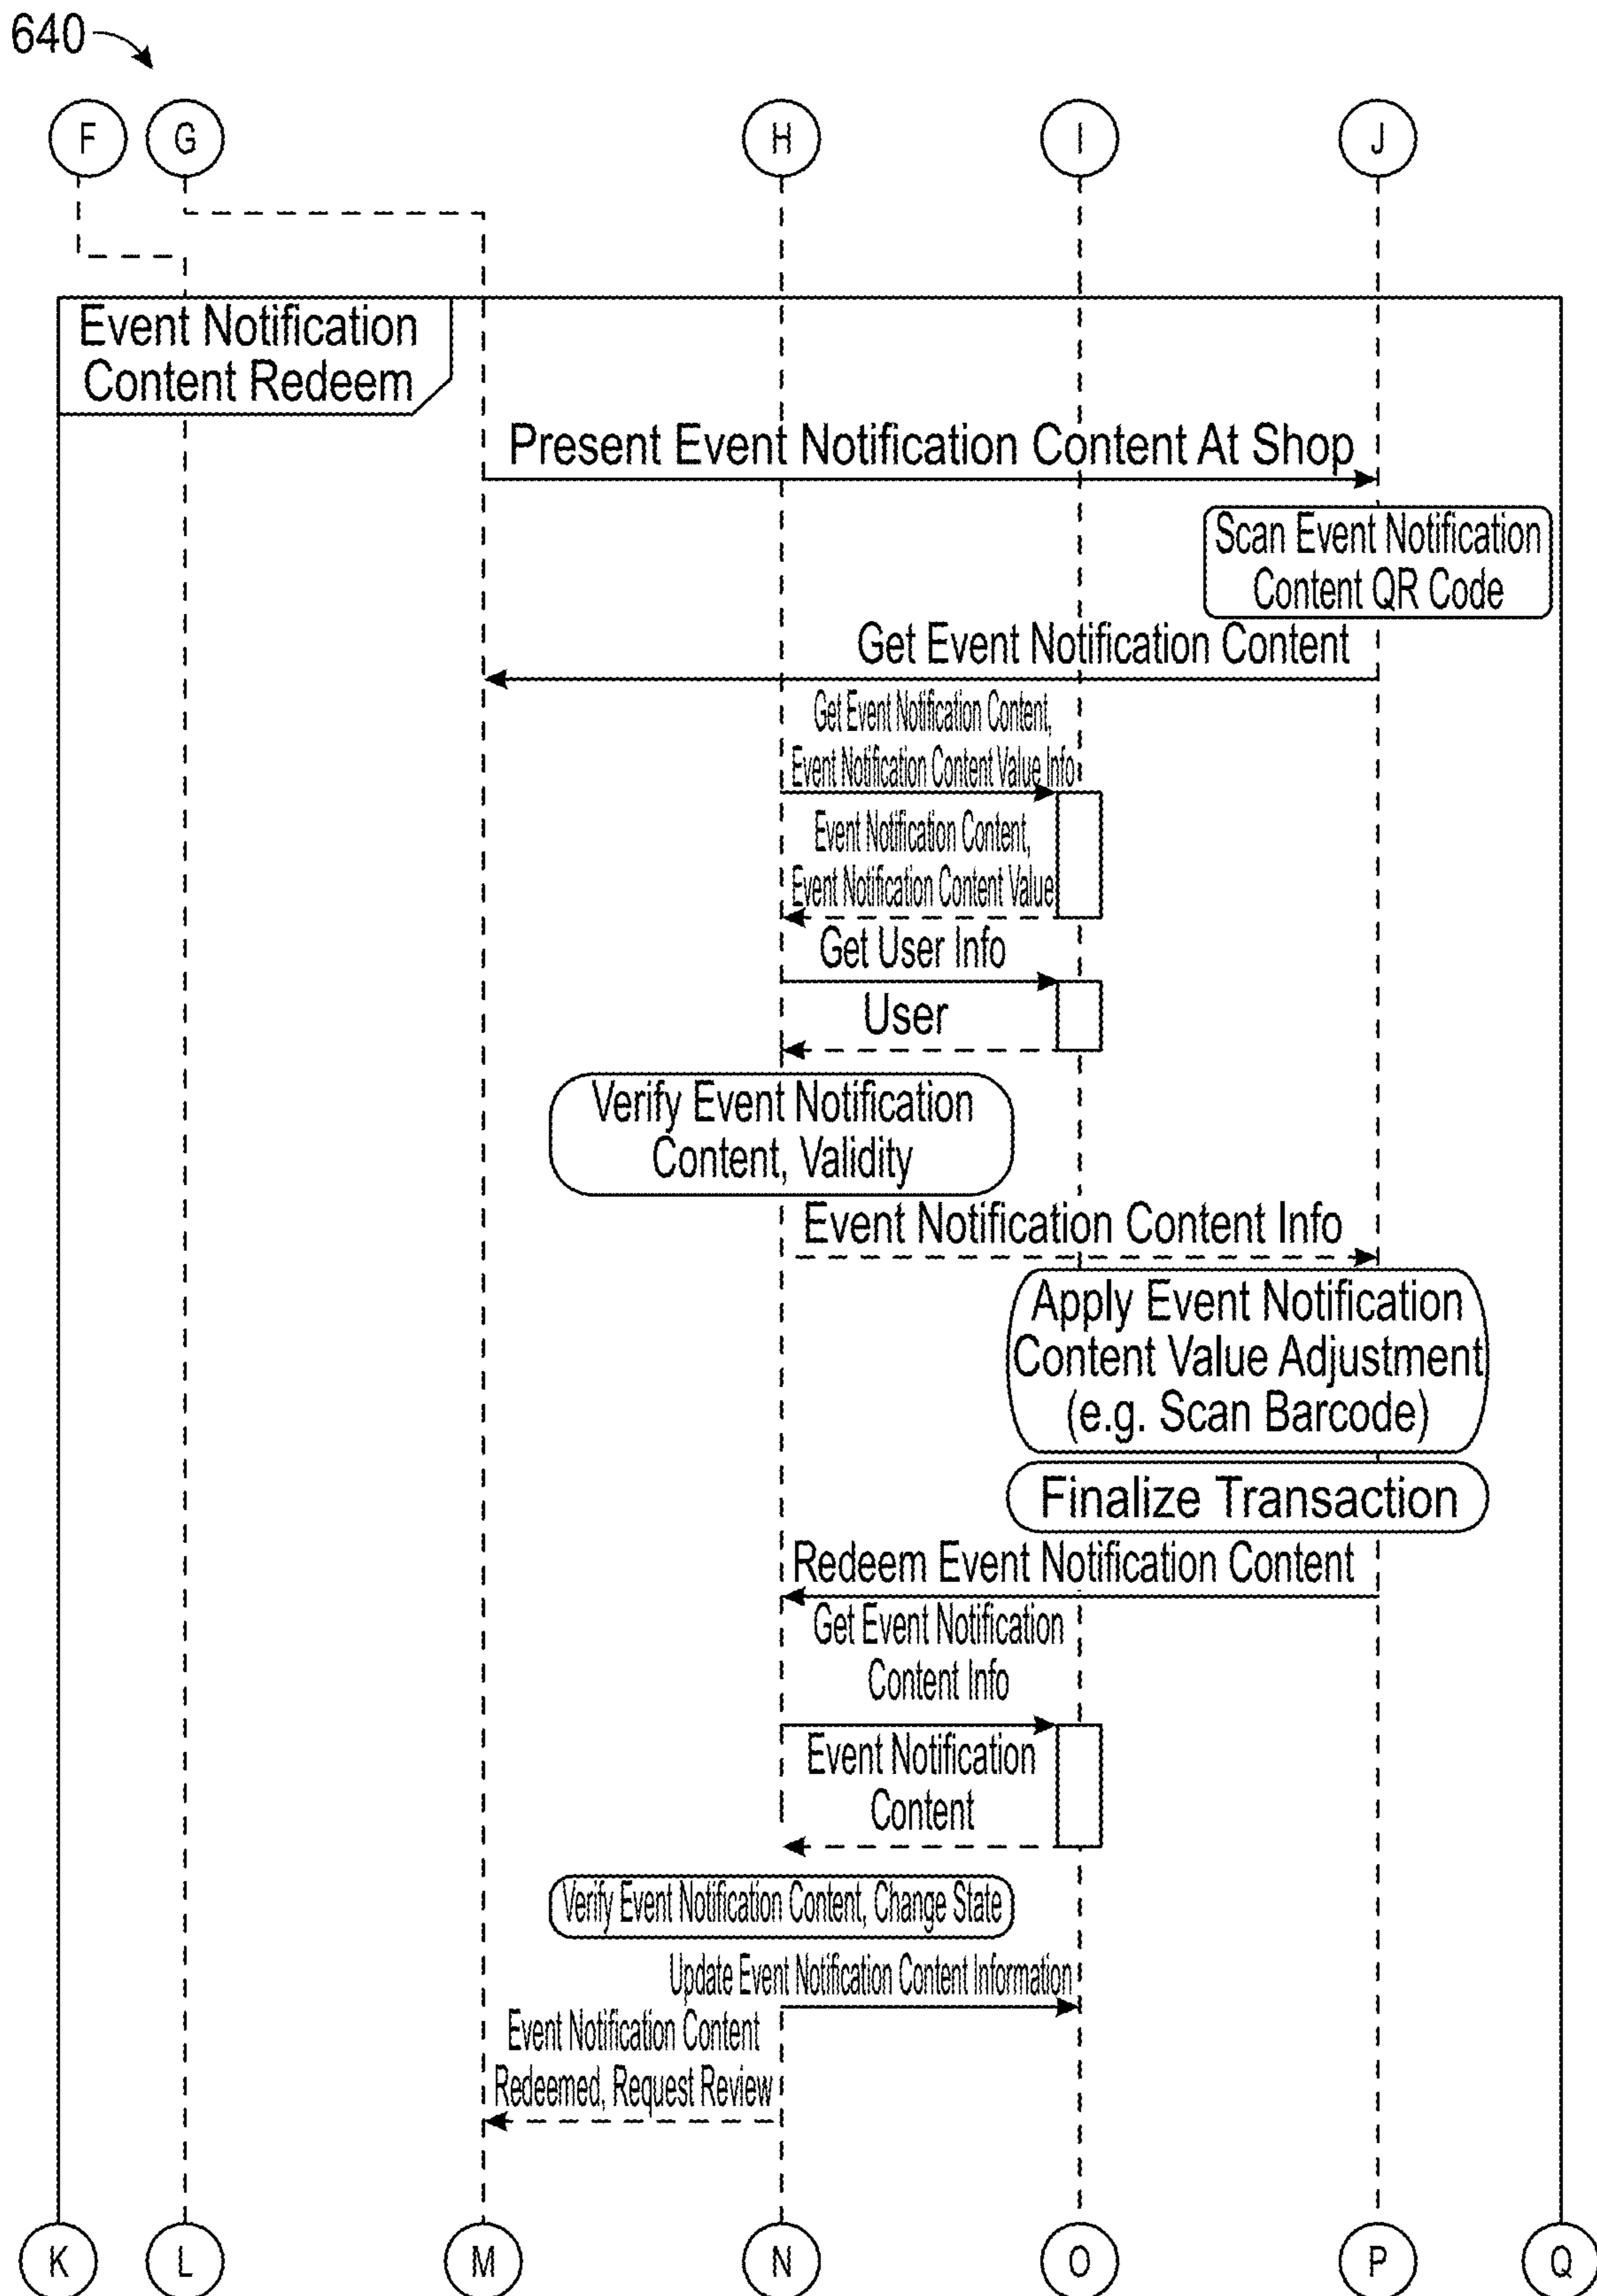 640
F G H I J
Event Notification
Content Redeem
Present Event Notification Content At Shop
Scan Event Notification
Content QR Code
Get Event Notification Content
Get Event Notification Content,
Event Notification Content Value Info
Event Notification Content,
Event Notification Content Value
Get User Info
User
Verify Event Notification
Content, Validity
Event Notification Content Info
Apply Event Notification
Content Value Adjustment
(e.g. Scan Barcode)
Finalize Transaction
Redeem Event Notification Content
Get Event Notification
Content Info
Event Notification
Content
Verify Event Notification Content, Change State
Update Event Notification Content Information
Event Notification Content
Redeemed, Request Review
K L M N O P Q